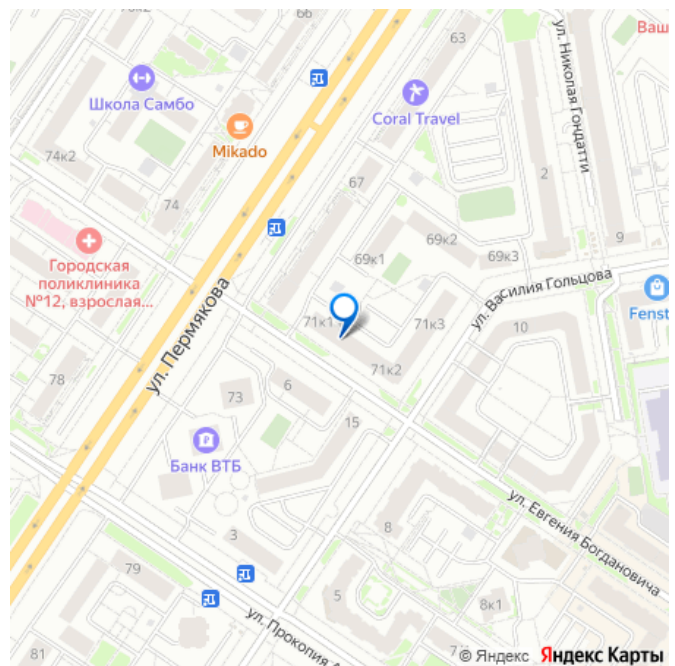 76к2
66
63
Ваш
Школа Самбо
Coral Travel
ул. Николая Гондатти
Mikado
74к2
67
2
74
69к2
9
Городская
поликлиника
№12, взрослая...
69к1
69к3
ул. Василия Гольцова
Fenst
ул. Пермякова
71к1
71к3
10
78
71к2
73
6
15
Банк ВТБ
ул. Евгения Богдановича
3
8
79
5
8к1
ул. Прокопия
81
© Яндекс Яндекс Карты